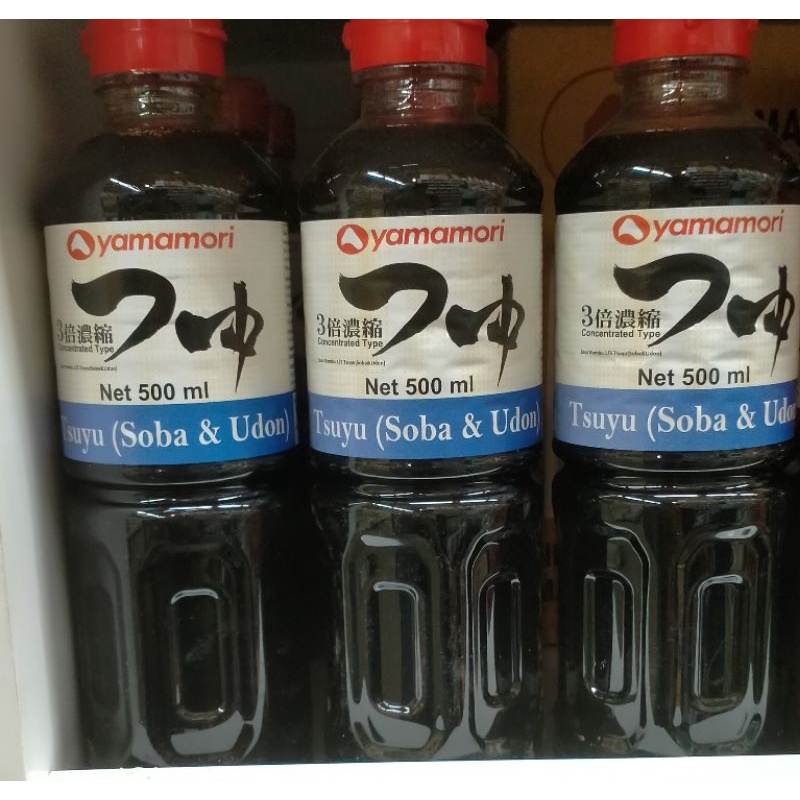 yamamori
つゆ
3倍濃縮
Concentrated Type
Net 500 ml
Tsuyu (Soba & Udon)
yamamori
つゆ
3倍濃縮
Concentrated Type
Net 500 ml
Tsuyu (Soba & Udon
yamamori
つゆ
3倍濃縮
Concentrated Type
Net 500 ml
Tsuyu (Soba & Udo
MA